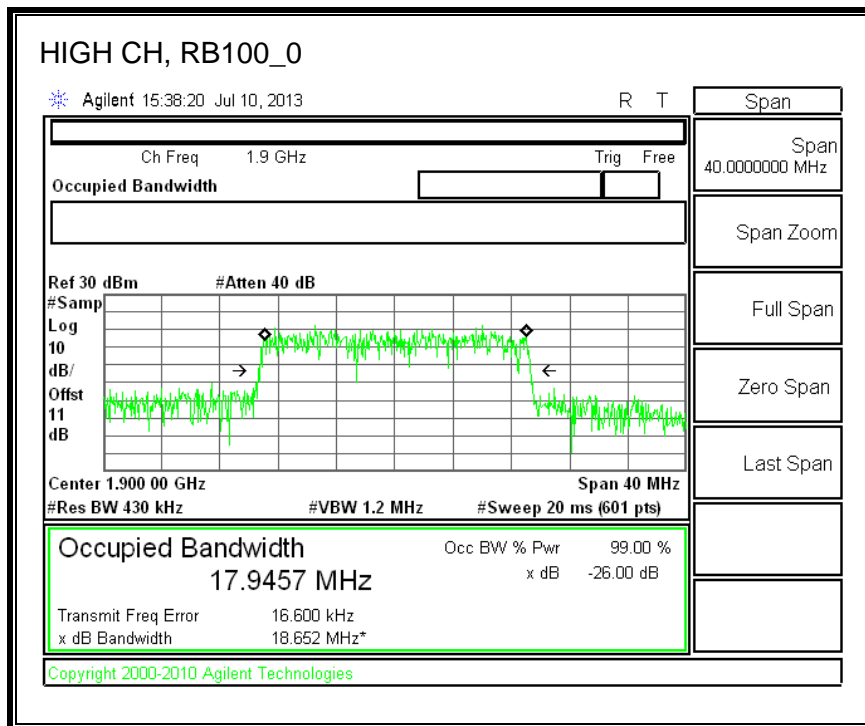 HIGH CH, RB100_0
Agilent 15:38:20 Jul 10, 2013 R T
Span
Ch Freq 1.9 GHz Trig Free
Occupied Bandwidth
Span
40.0000000 MHz
Span Zoom
Full Span
Zero Span
Last Span
Ref 30 dBm #Atten 40 dB
#Samp
Log
10
dB/
Offst
11
dB
Center 1.900 00 GHz Span 40 MHz
#Res BW 430 kHz #VBW 1.2 MHz #Sweep 20 ms (601 pts)
Occupied Bandwidth Occ BW % Pwr 99.00 %
17.9457 MHz x dB -26.00 dB
Transmit Freq Error 16.600 kHz
x dB Bandwidth 18.652 MHz*
Copyright 2000-2010 Agilent Technologies